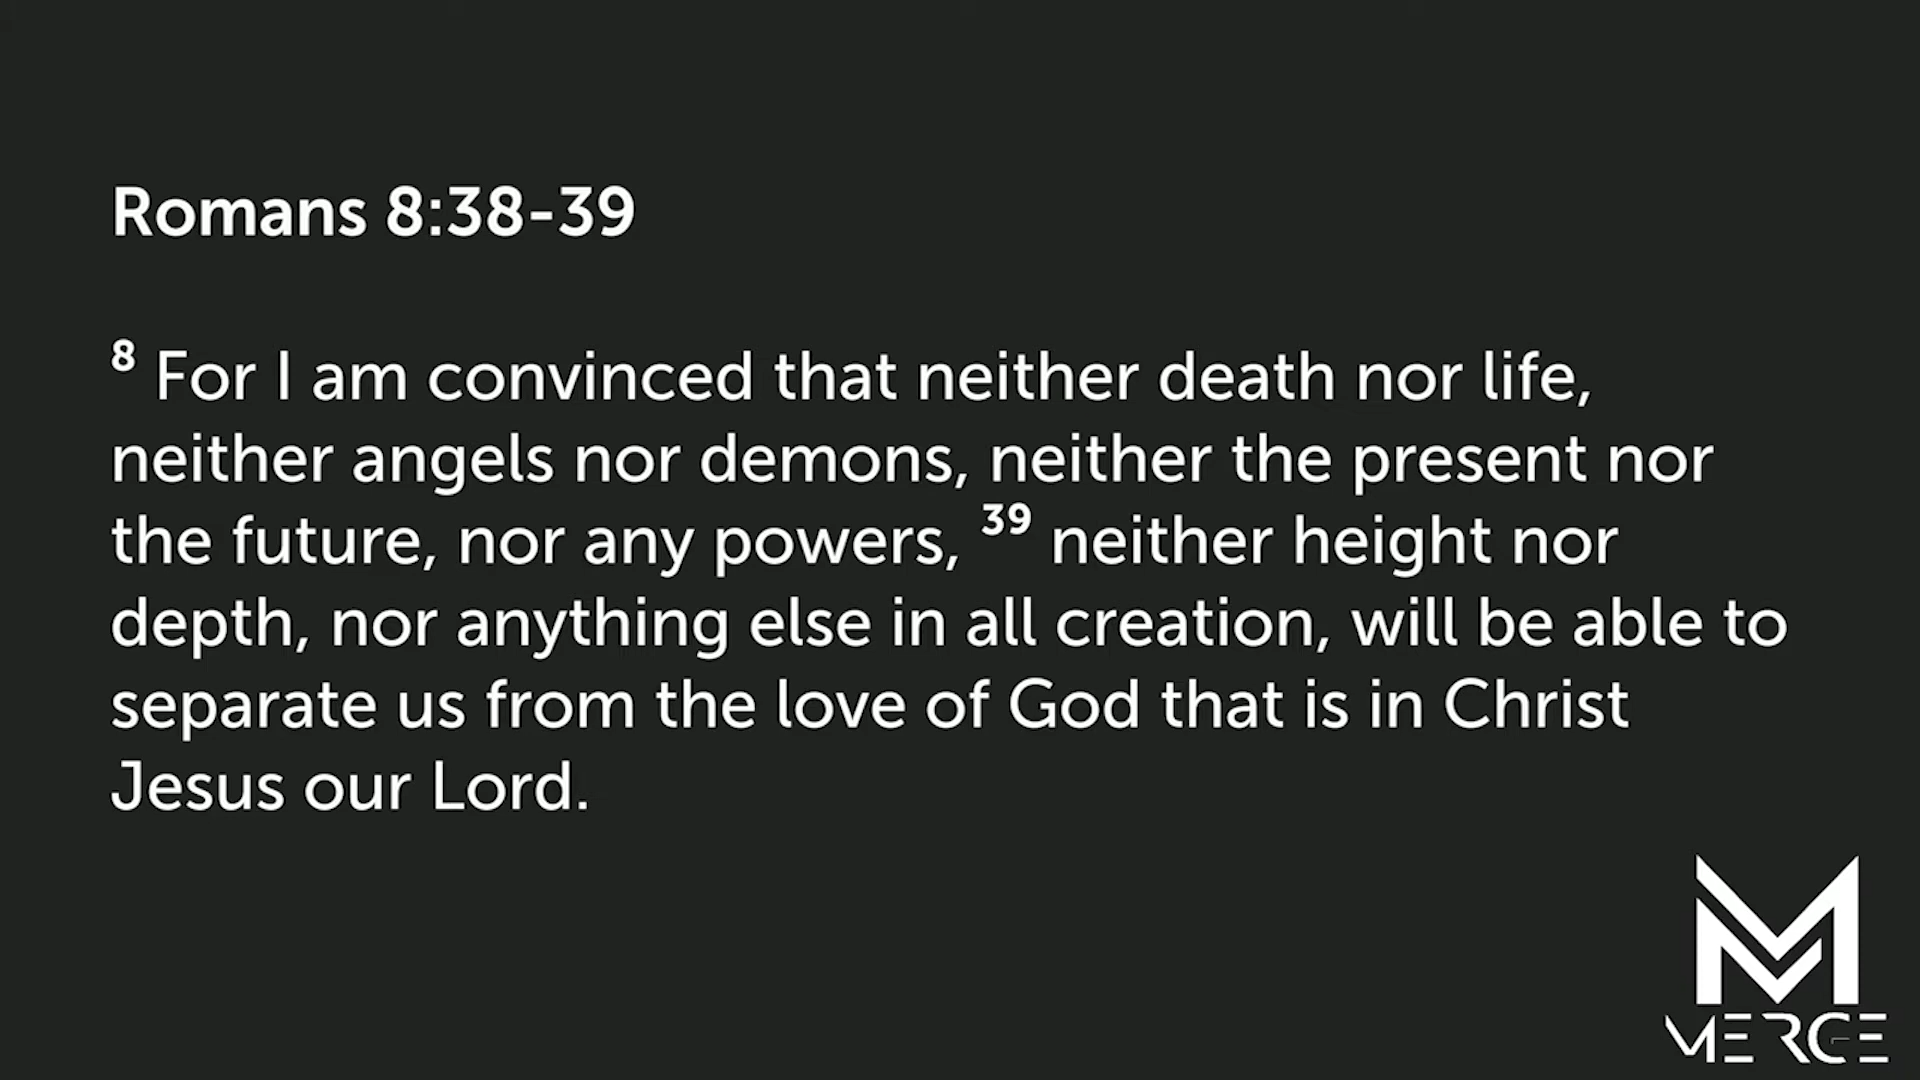 Romans 8:38-39
8 For I am convinced that neither death nor life,
neither angels nor demons, neither the present nor
the future, nor any powers, 39 neither height nor
depth, nor anything else in all creation, will be able to
separate us from the love of God that is in Christ
Jesus our Lord.
MERGE